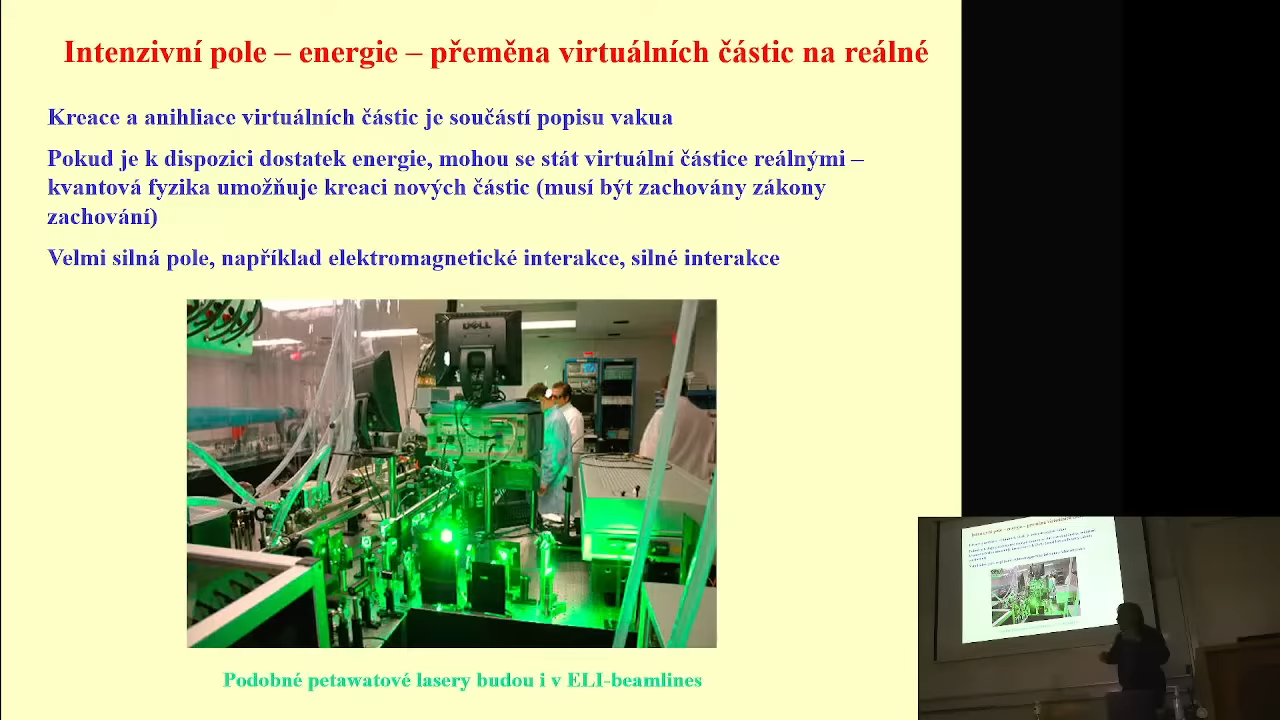 Intenzivní pole – energie – přeměna virtuálních částic na reálné
Kreace a anihliace virtuálních částic je součástí popisu vakua
Pokud je k dispozici dostatek energie, mohou se stát virtuální částice reálnými –
kvantová fyzika umožňuje kreaci nových částic (musí být zachovány zákony
zachování)
Velmi silná pole, například elektromagnetické interakce, silné interakce
DELL
Podobné petawatové lasery budou i v ELI-beamlines